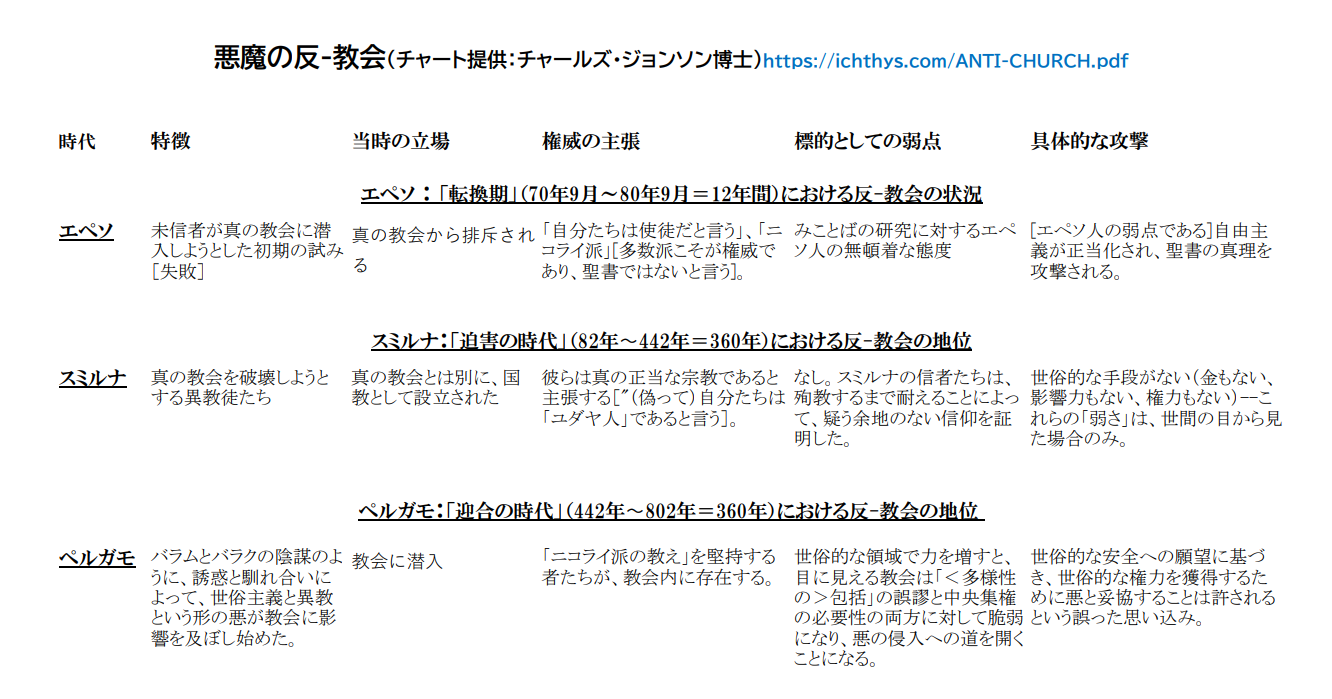 悪魔の反-教会(チャート提供：チャールズ・ジョンソン博士)https://ichthys.com/ANTI-CHURCH.pdf
時代 特徴 当時の立場 権威の主張 標的としての弱点 具体的な攻撃
エペソ：「転換期」(70年9月～80年9月＝12年間)における反-教会の状況
エペソ
未信者が真の教会に潜
入しようとした初期の試み
[失敗]
真の教会から排斥され
る
「自分たちは使徒だと言う」、「ニ
コライ派」[多数派こそが権威で
あり、聖書ではないと言う]。
みことばの研究に対するエペ
ソ人の無頓着な態度
[エペソ人の弱点である]自由主
義が正当化され、聖書の真理を
攻撃される。
スミルナ：「迫害の時代」(82年～442年＝360年)における反-教会の地位
スミルナ
真の教会を破壊しようと
する異教徒たち
真の教会とは別に、国
教として設立された
彼らは真の正当な宗教であると
主張する["(偽って)自分たちは
「ユダヤ人」であると言う]。
なし。スミルナの信者たちは、
殉教するまで耐えることによっ
て、疑う余地のない信仰を証
明した。
世俗的な手段がない(金もない、
影響力もない、権力もない)--こ
れらの「弱さ」は、世間の目から見
た場合のみ。
ペルガモ：「迎合の時代」(442年～802年＝360年)における反-教会の地位
ペルガモ
バラムとバラクの陰謀のよ
うに、誘惑と馴れ合いに
よって、世俗主義と異教
という形の悪が教会に影
響を及ぼし始めた。
教会に潜入
「ニコライ派の教え」を堅持する
者たちが、教会内に存在する。
世俗的な領域で力を増すと、
目に見える教会は「＜多様性
の＞包括」の誤謬と中央集権
の必要性の両方に対して脆弱
になり、悪の侵入への道を開く
ことになる。
世俗的な安全への願望に基づ
き、世俗的な権力を獲得するた
めに悪と妥協することは許される
という誤った思い込み。